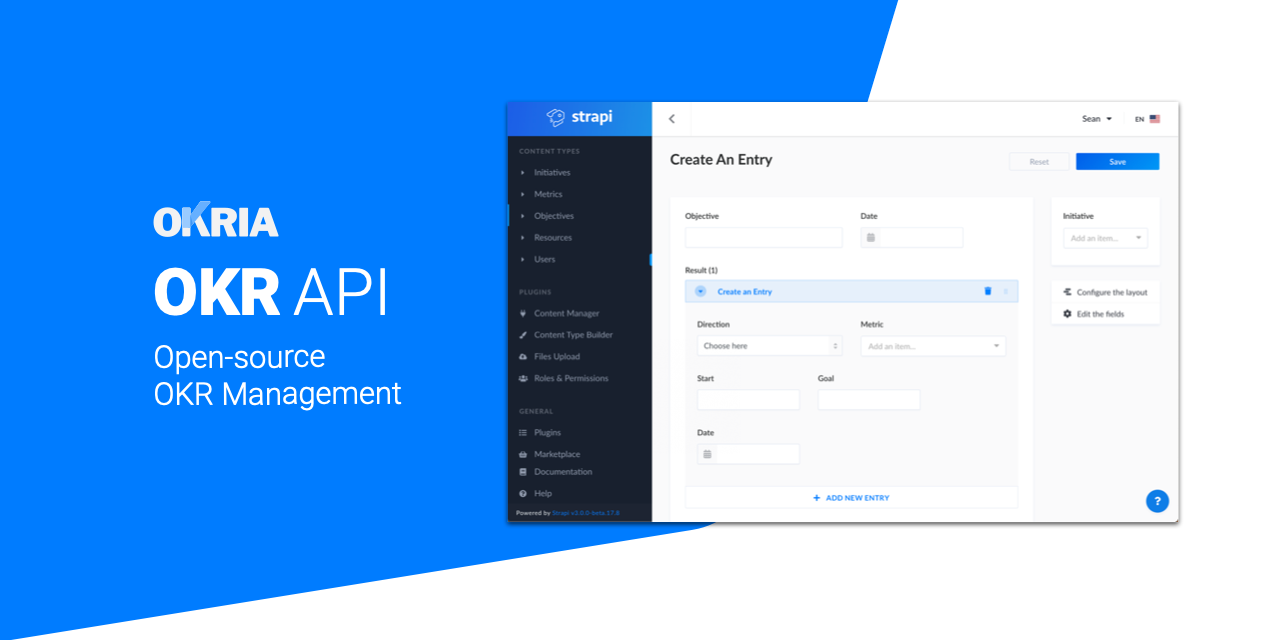 OKRIA
OKR API
Open-source
OKR Management
strapi
CONTENT TYPES
Initiatives
Metrics
Objectives
Resources
Users
PLUGINS
Content Manager
Content Type Builder
Files Upload
Roles & Permissions
GENERAL
Plugins
Marketplace
Documentation
Help
Powered by Strapi v3.0.0-beta.17.8
Sean
EN
Create An Entry
Reset
Save
Objective
Date
Result (1)
Create an Entry
Direction
Metric
Choose here
Add an item...
Start
Goal
Date
+ ADD NEW ENTRY
Initiative
Add an item...
Configure the layout
Edit the fields
?